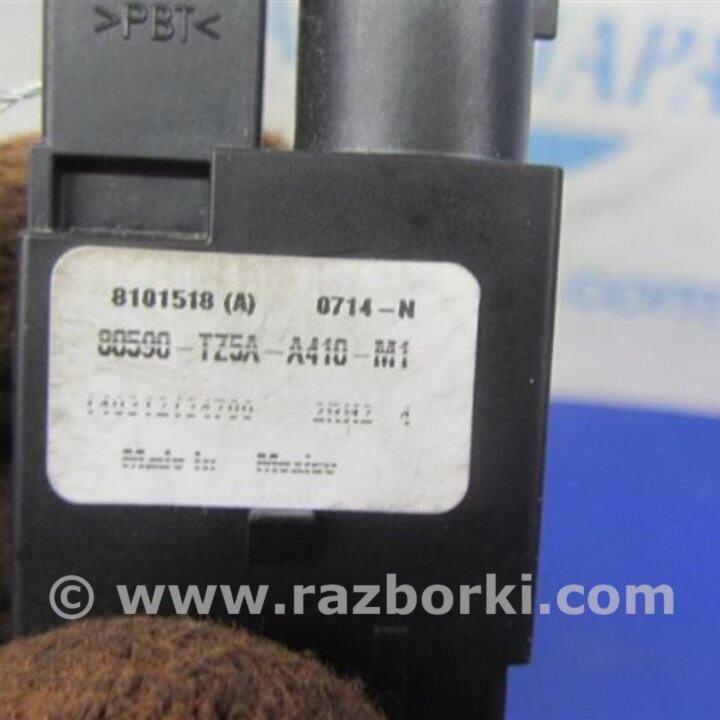 >PBT<
8101518 (A) 0714-N
80590-TZ5A-A410-M1
Made in Mexico
© www.razborki.com